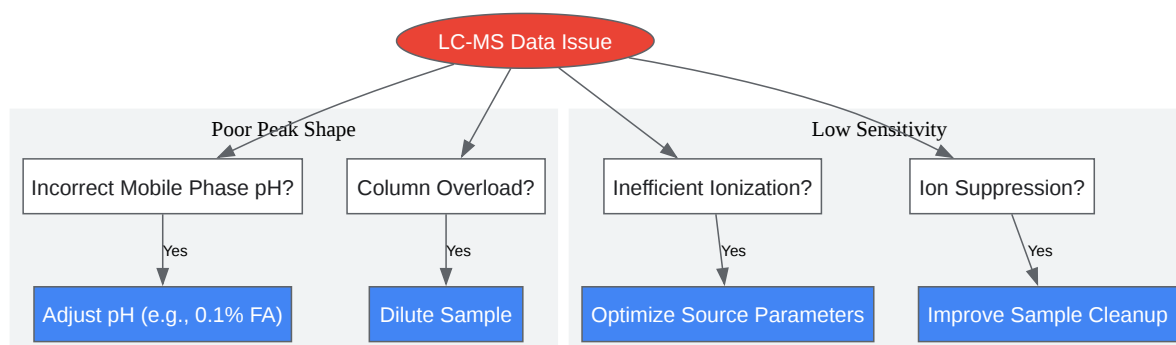 LC-MS Data Issue
Poor Peak Shape
Low Sensitivity
Incorrect Mobile Phase pH?
Column Overload?
Inefficient Ionization?
Ion Suppression?
Yes
Yes
Yes
Yes
Adjust pH (e.g., 0.1% FA)
Dilute Sample
Optimize Source Parameters
Improve Sample Cleanup